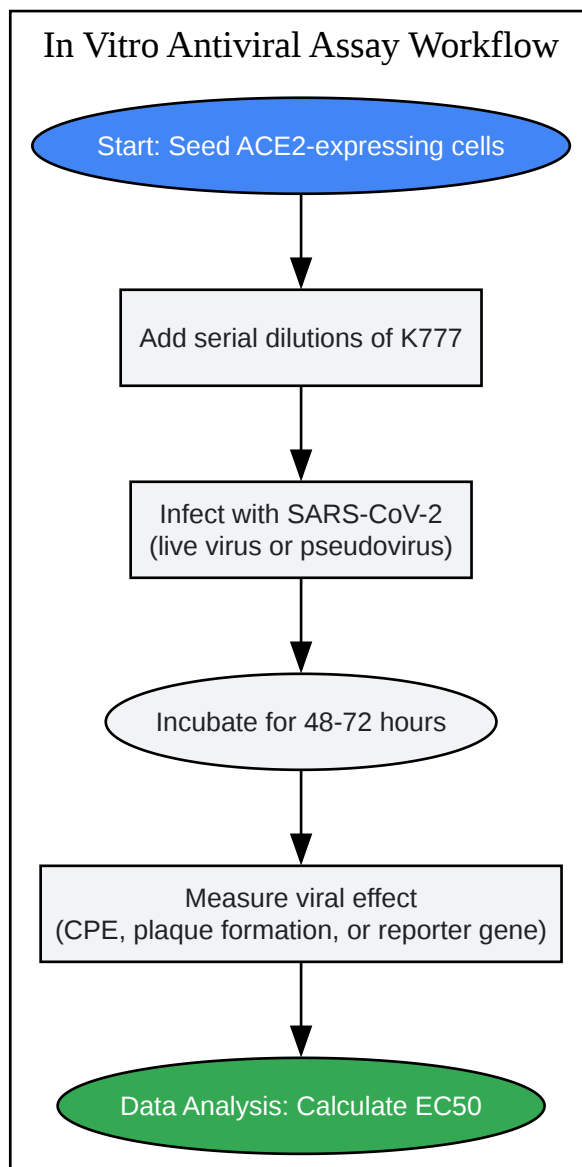 In Vitro Antiviral Assay Workflow
Start: Seed ACE2-expressing cells
Add serial dilutions of K777
Infect with SARS-CoV-2
(live virus or pseudovirus)
Incubate for 48-72 hours
Measure viral effect
(CPE, plaque formation, or reporter gene)
Data Analysis: Calculate EC50